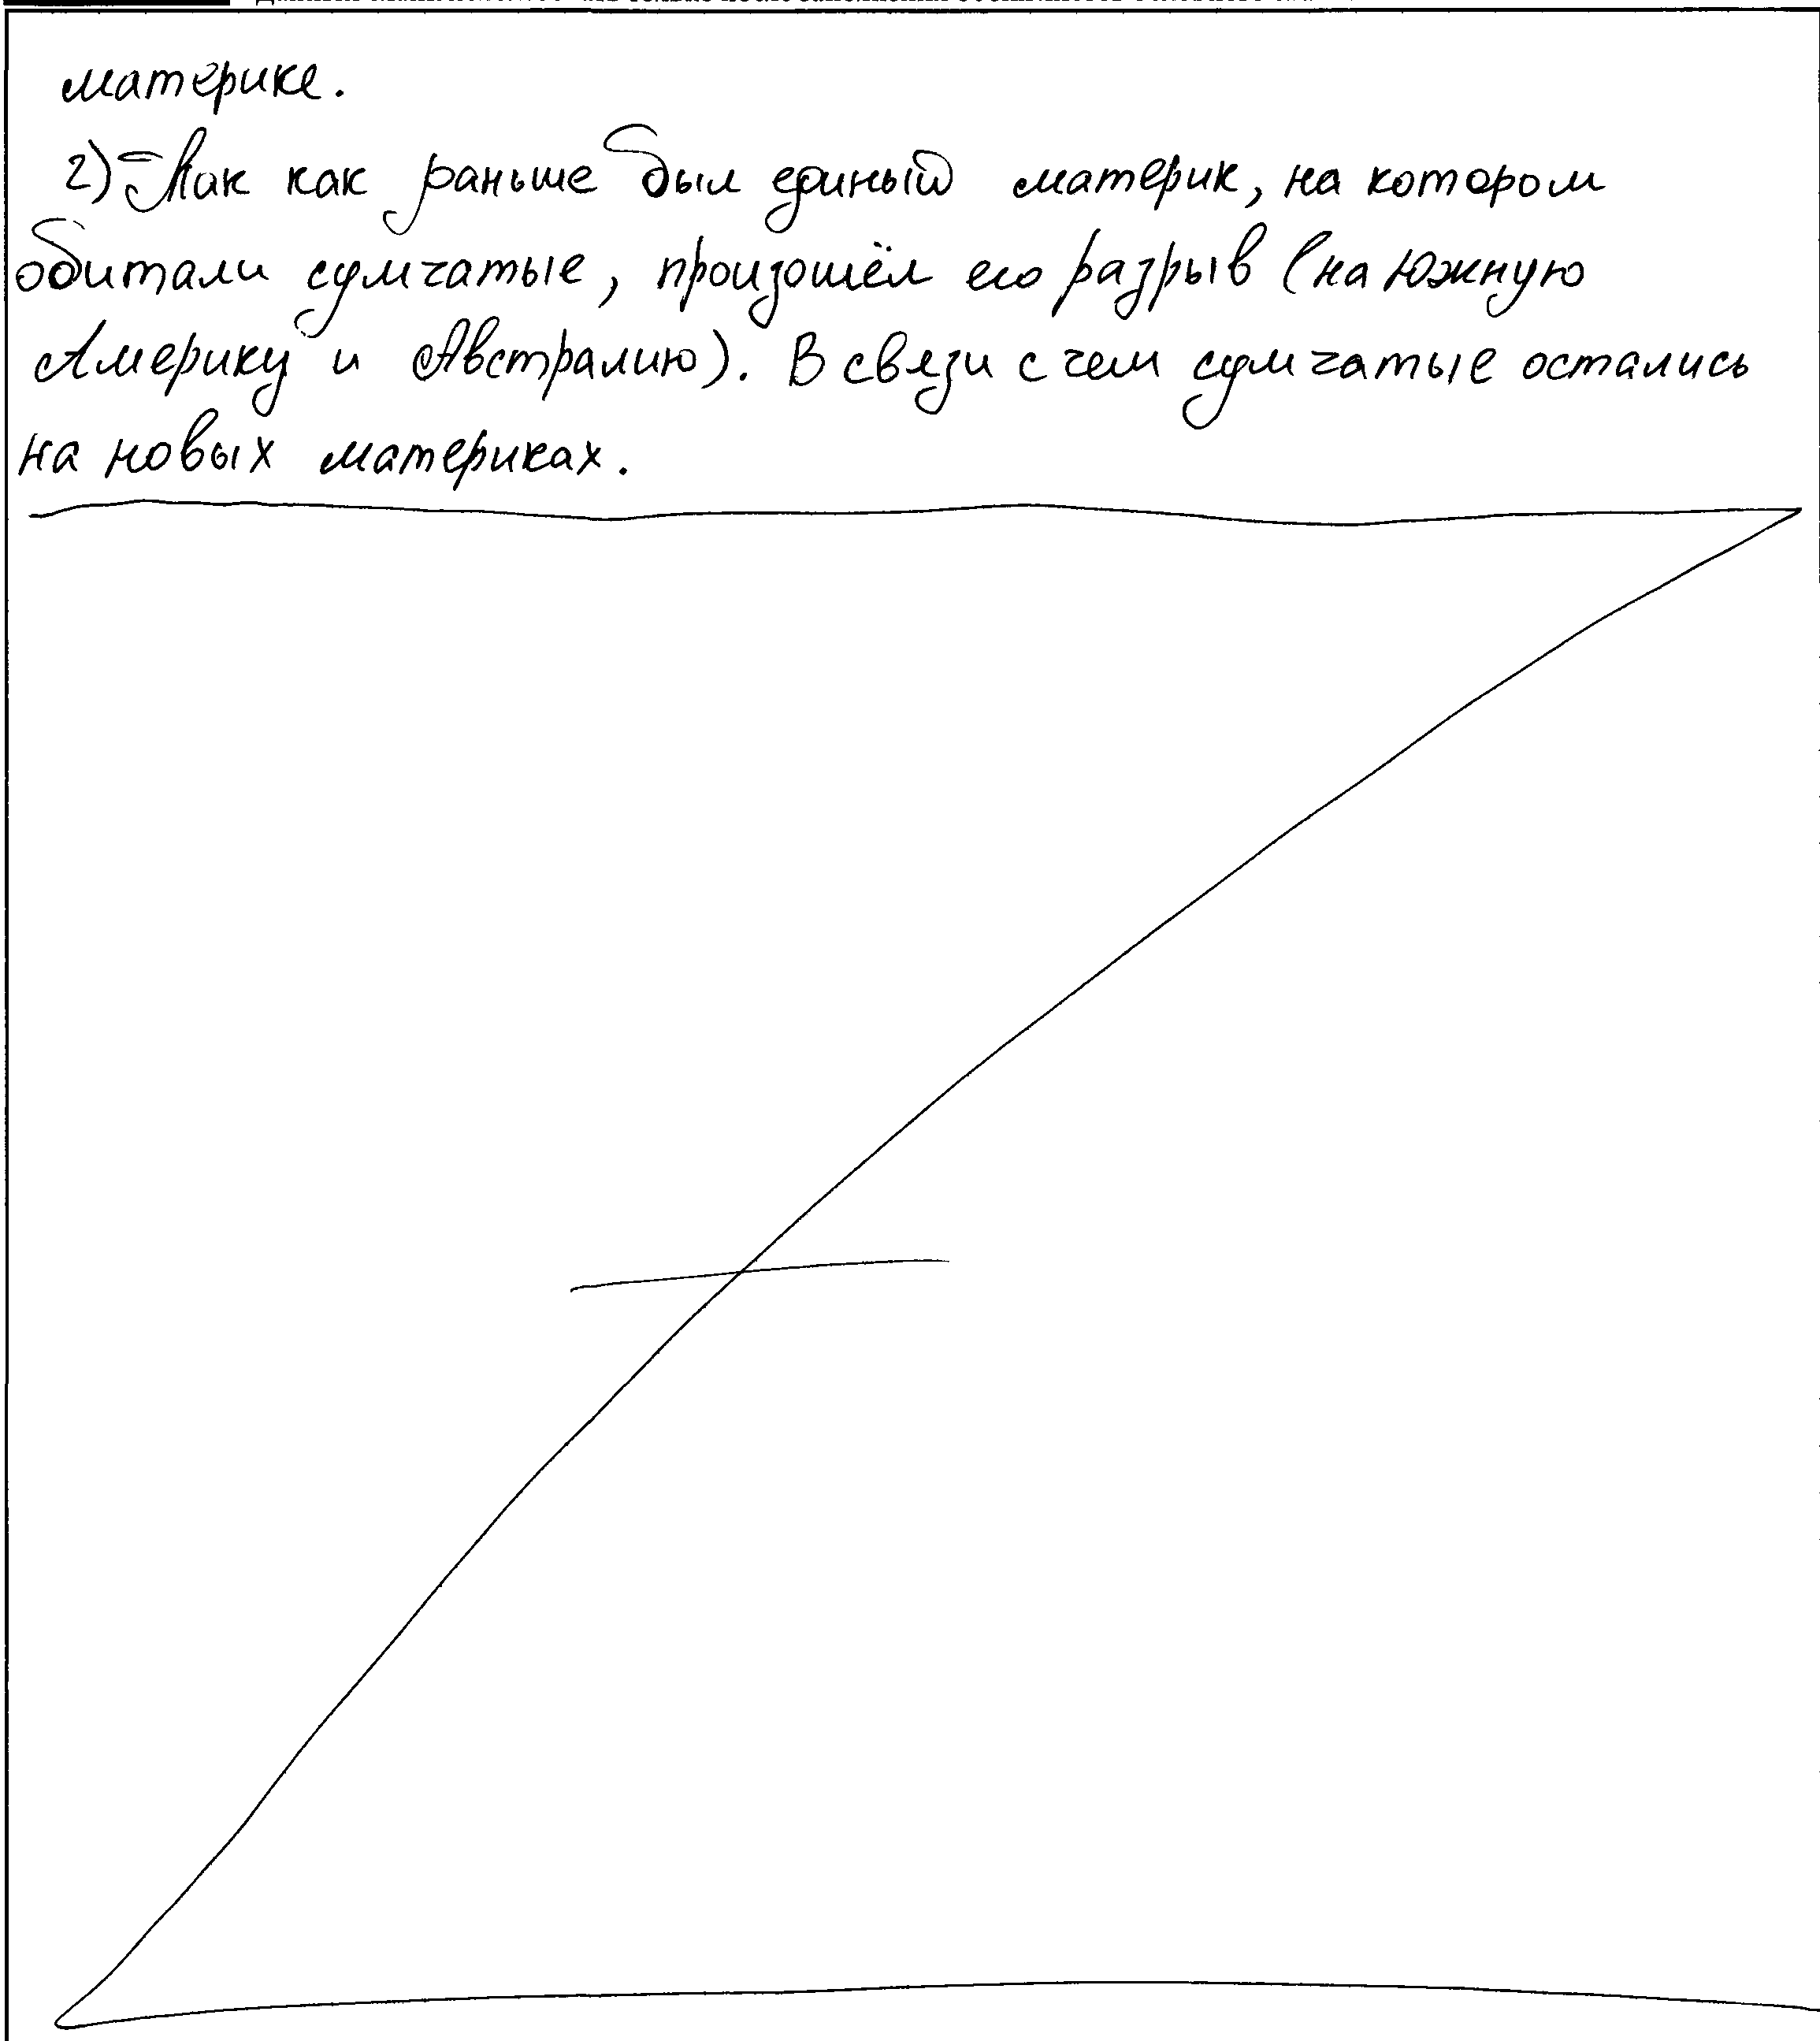 материке.
2) Так как раньше был единый материк, на котором
обитали сумчатые, произошёл его разрыв (на Южную
Америку и Австралию). В связи с чем сумчатые остались
на новых материках.